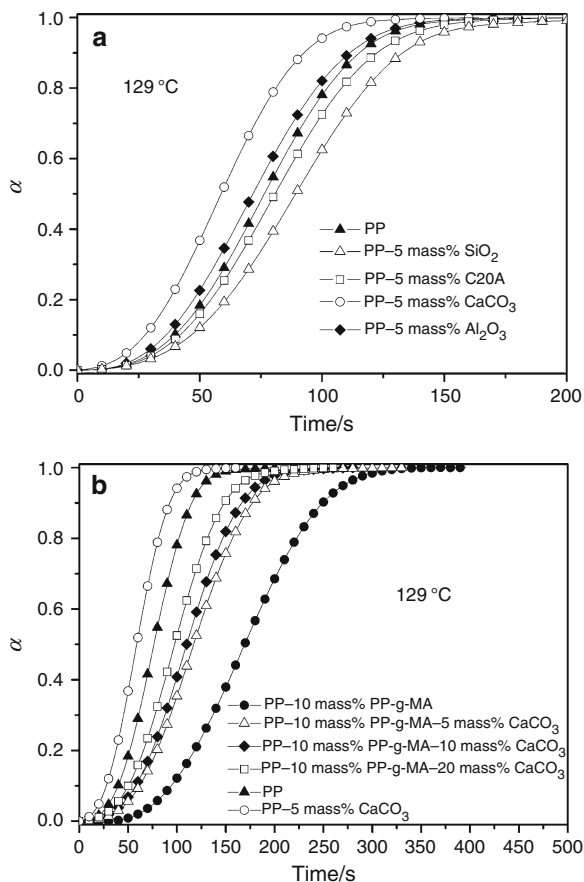 a
129 °C
α
1.0
0.8
0.6
0.4
0.2
0.0
PP
PP–5 mass% SiO₂
PP–5 mass% C20A
PP–5 mass% CaCO₃
PP–5 mass% Al₂O₃
0 50 100 150 200
Time/s
b
129 °C
α
1.0
0.8
0.6
0.4
0.2
0.0
PP–10 mass% PP-g-MA
PP–10 mass% PP-g-MA–5 mass% CaCO₃
PP–10 mass% PP-g-MA–10 mass% CaCO₃
PP–10 mass% PP-g-MA–20 mass% CaCO₃
PP
PP–5 mass% CaCO₃
0 50 100 150 200 250 300 350 400 450 500
Time/s